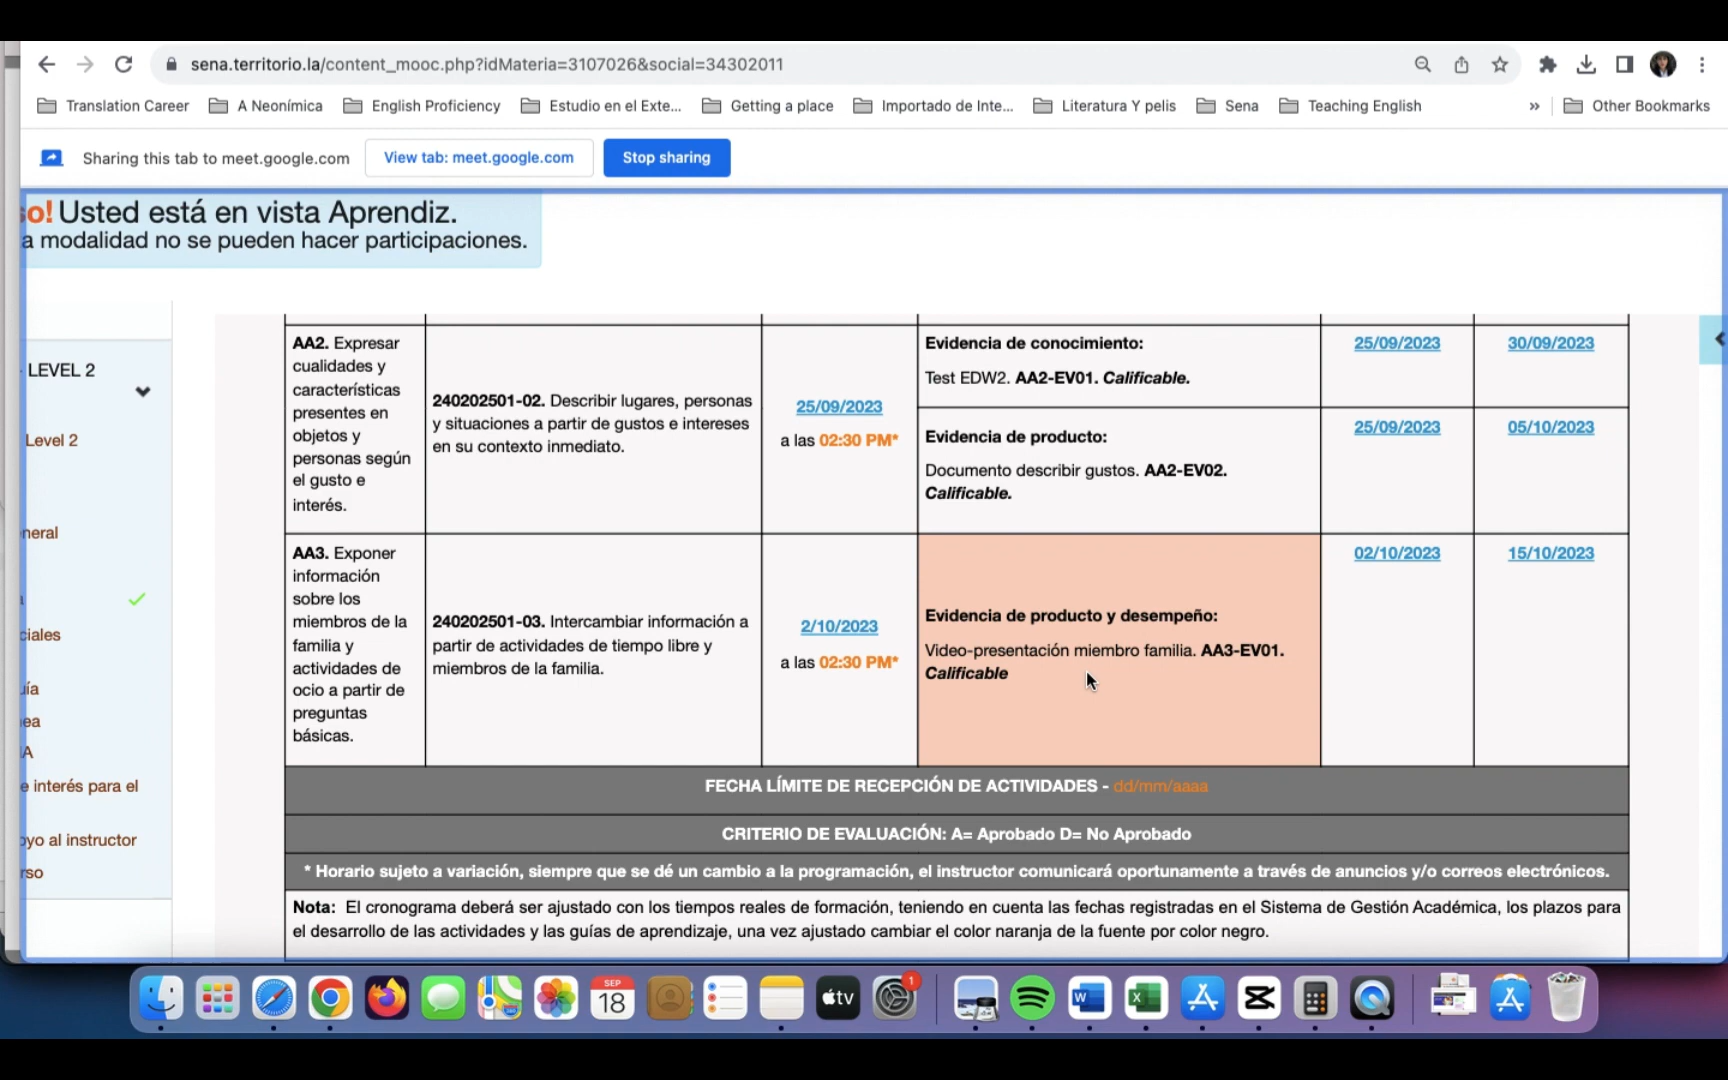 sena.territorio.la/content_mooc.php?idMateria=3107026&social=34302011
Translation Career
A Neonímica
English Proficiency
Estudio en el Exte...
Getting a place
Importado de Inte...
Literatura Y pelis
Sena
Teaching English
»
Other Bookmarks
Sharing this tab to meet.google.com
View tab: meet.google.com
Stop sharing
so! Usted está en vista Aprendiz.
a modalidad no se pueden hacer participaciones.
LEVEL 2
Level 2
neral
ciales
uía
nea
IA
e interés para el
oyo al instructor
rso
AA2. Expresar
cualidades y
características
presentes en
objetos y
personas según
el gusto e
interés.
240202501-02. Describir lugares, personas
y situaciones a partir de gustos e intereses
en su contexto inmediato.
25/09/2023
a las 02:30 PM*
Evidencia de conocimiento:
Test EDW2. AA2-EV01. Calificable.
25/09/2023
30/09/2023
Evidencia de producto:
Documento describir gustos. AA2-EV02.
Calificable.
25/09/2023
05/10/2023
AA3. Exponer
información
sobre los
miembros de la
familia y
actividades de
ocio a partir de
preguntas
básicas.
240202501-03. Intercambiar información a
partir de actividades de tiempo libre y
miembros de la familia.
2/10/2023
a las 02:30 PM*
Evidencia de producto y desempeño:
Video-presentación miembro familia. AA3-EV01.
Calificable
02/10/2023
15/10/2023
FECHA LÍMITE DE RECEPCIÓN DE ACTIVIDADES - dd/mm/aaaa
CRITERIO DE EVALUACIÓN: A= Aprobado D= No Aprobado
* Horario sujeto a variación, siempre que se dé un cambio a la programación, el instructor comunicará oportunamente a través de anuncios y/o correos electrónicos.
Nota: El cronograma deberá ser ajustado con los tiempos reales de formación, teniendo en cuenta las fechas registradas en el Sistema de Gestión Académica, los plazos para
el desarrollo de las actividades y las guías de aprendizaje, una vez ajustado cambiar el color naranja de la fuente por color negro.
SEP
18
tv
1
W
X